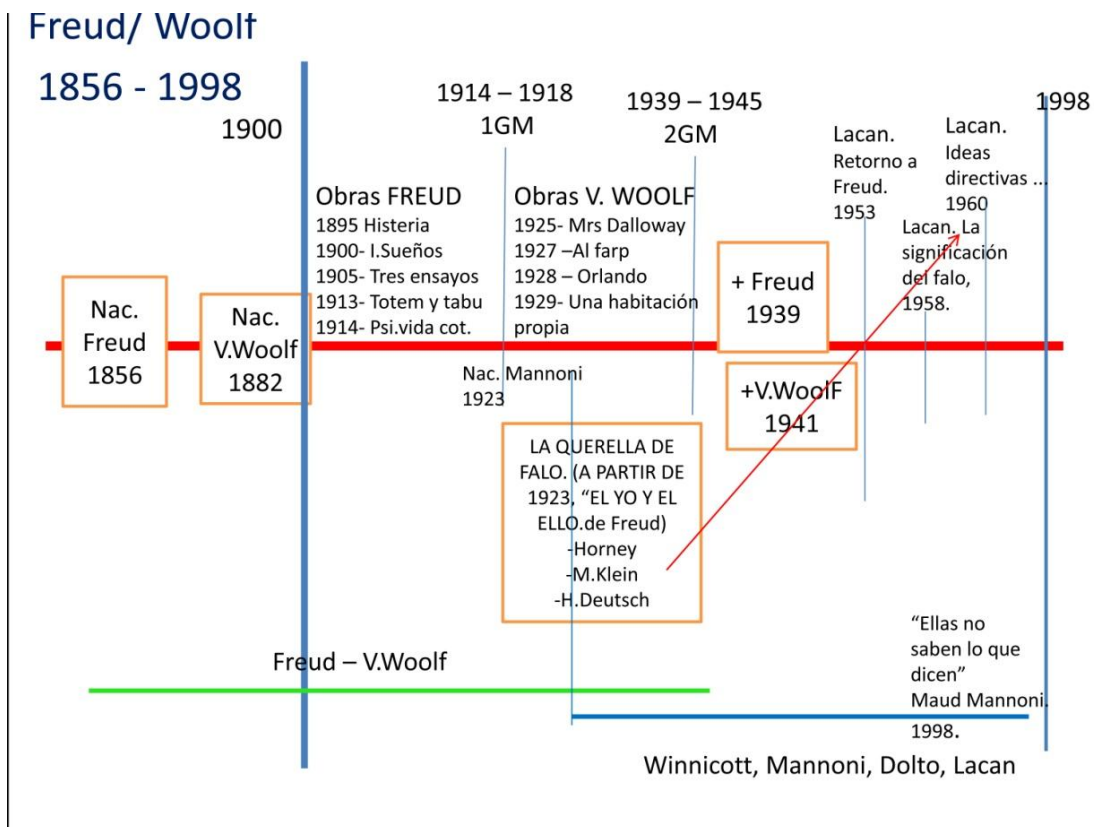 Freud/ Woolf
1856 - 1998
1900
1914 – 1918
1GM
1939 – 1945
2GM
1998
Lacan.
Retorno a
Freud.
1953
Lacan.
Ideas
directivas ...
1960
Lacan. La
significación
del falo,
1958.
Obras FREUD
1895 Histeria
1900- I.Sueños
1905- Tres ensayos
1913- Totem y tabu
1914- Psi.vida cot.
Obras V. WOOLF
1925- Mrs Dalloway
1927 –Al farp
1928 – Orlando
1929- Una habitación
propia
Nac.
Freud
1856
Nac.
V.Woolf
1882
+ Freud
1939
+V.WoolF
1941
Nac. Mannoni
1923
LA QUERELLA DE
FALO. (A PARTIR DE
1923, “EL YO Y EL
ELLO.de Freud)
-Horney
-M.Klein
-H.Deutsch
Freud – V.Woolf
“Ellas no
saben lo que
dicen”
Maud Mannoni.
1998.
Winnicott, Mannoni, Dolto, Lacan